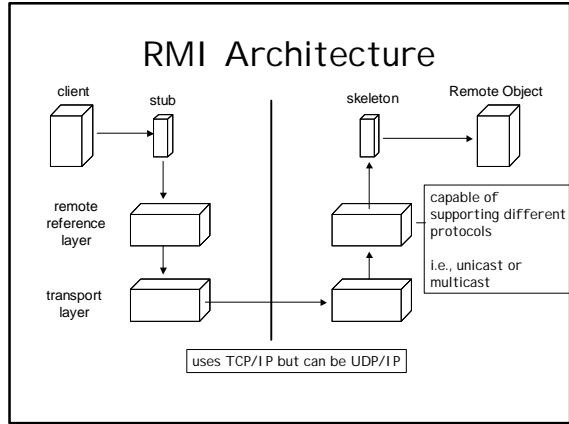 RMI Architecture
client
stub
skeleton
Remote Object
remote
reference
layer
capable of
supporting different
protocols
i.e., unicast or
multicast
transport
layer
uses TCP/IP but can be UDP/IP